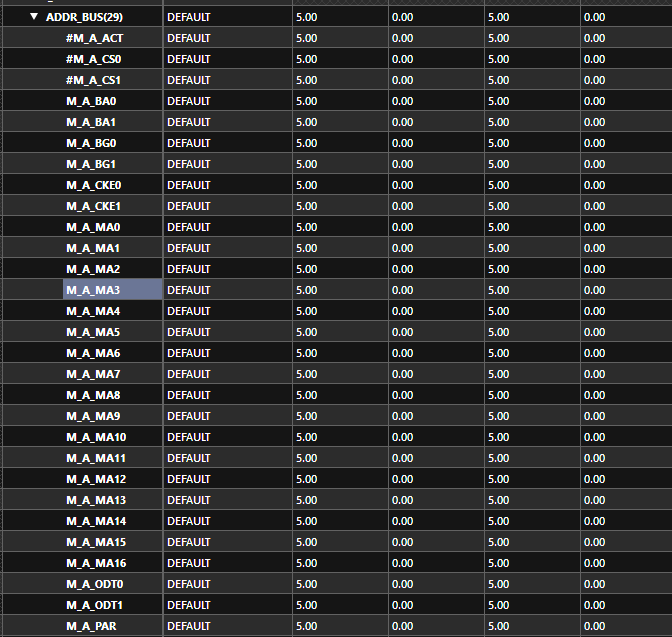 ADDR_BUS(29) DEFAULT 5.00 0.00 5.00 0.00
#M_A_ACT DEFAULT 5.00 0.00 5.00 0.00
#M_A_CS0 DEFAULT 5.00 0.00 5.00 0.00
#M_A_CS1 DEFAULT 5.00 0.00 5.00 0.00
M_A_BA0 DEFAULT 5.00 0.00 5.00 0.00
M_A_BA1 DEFAULT 5.00 0.00 5.00 0.00
M_A_BG0 DEFAULT 5.00 0.00 5.00 0.00
M_A_BG1 DEFAULT 5.00 0.00 5.00 0.00
M_A_CKE0 DEFAULT 5.00 0.00 5.00 0.00
M_A_CKE1 DEFAULT 5.00 0.00 5.00 0.00
M_A_MA0 DEFAULT 5.00 0.00 5.00 0.00
M_A_MA1 DEFAULT 5.00 0.00 5.00 0.00
M_A_MA2 DEFAULT 5.00 0.00 5.00 0.00
M_A_MA3 DEFAULT 5.00 0.00 5.00 0.00
M_A_MA4 DEFAULT 5.00 0.00 5.00 0.00
M_A_MA5 DEFAULT 5.00 0.00 5.00 0.00
M_A_MA6 DEFAULT 5.00 0.00 5.00 0.00
M_A_MA7 DEFAULT 5.00 0.00 5.00 0.00
M_A_MA8 DEFAULT 5.00 0.00 5.00 0.00
M_A_MA9 DEFAULT 5.00 0.00 5.00 0.00
M_A_MA10 DEFAULT 5.00 0.00 5.00 0.00
M_A_MA11 DEFAULT 5.00 0.00 5.00 0.00
M_A_MA12 DEFAULT 5.00 0.00 5.00 0.00
M_A_MA13 DEFAULT 5.00 0.00 5.00 0.00
M_A_MA14 DEFAULT 5.00 0.00 5.00 0.00
M_A_MA15 DEFAULT 5.00 0.00 5.00 0.00
M_A_MA16 DEFAULT 5.00 0.00 5.00 0.00
M_A_ODT0 DEFAULT 5.00 0.00 5.00 0.00
M_A_ODT1 DEFAULT 5.00 0.00 5.00 0.00
M_A_PAR DEFAULT 5.00 0.00 5.00 0.00